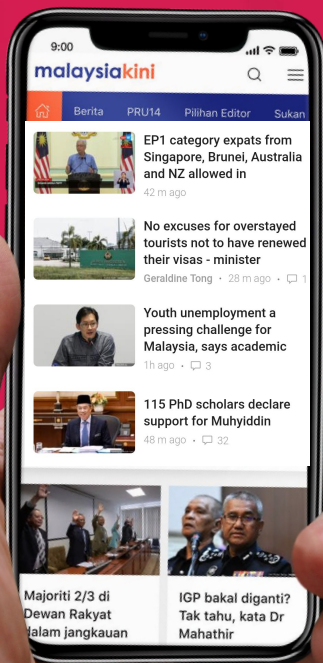 9:00
malaysiakini
Berita PRU14 Pilihan Editor Sukan
EP1 category expats from
Singapore, Brunei, Australia
and NZ allowed in
42 m ago
No excuses for overstayed
tourists not to have renewed
their visas - minister
Geraldine Tong • 28 m ago • 1
Youth unemployment a
pressing challenge for
Malaysia, says academic
1h ago • 3
115 PhD scholars declare
support for Muhyiddin
48 m ago • 32
Majoriti 2/3 di
Dewan Rakyat
dalam jangkauan
IGP bakal diganti?
Tak tahu, kata Dr
Mahathir